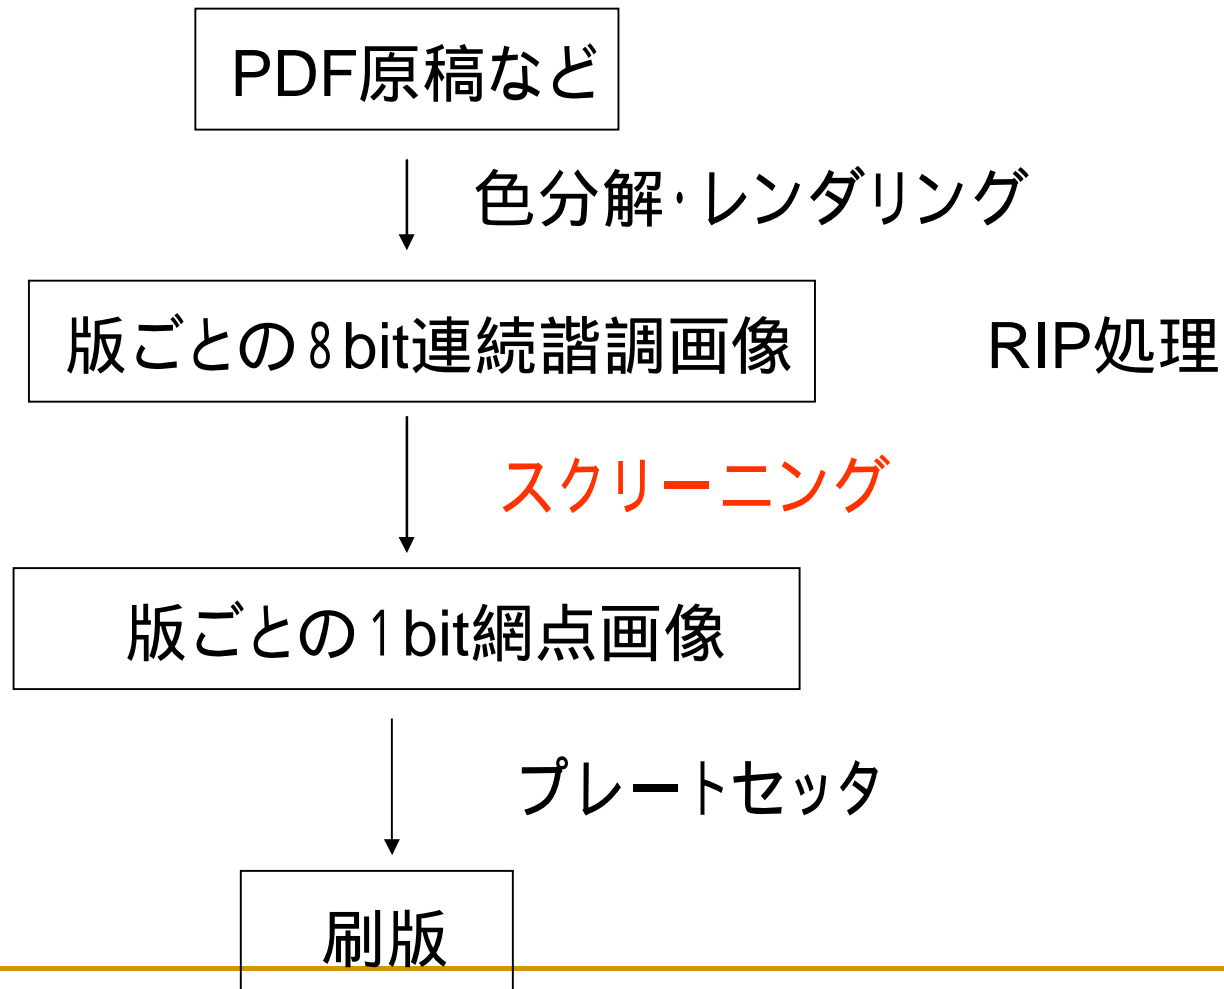 PDF原稿など
色分解・レンダリング
版ごとの8bit連続諧調画像
RIP処理
スクリーニング
版ごとの1bit網点画像
プレートセッタ
刷版